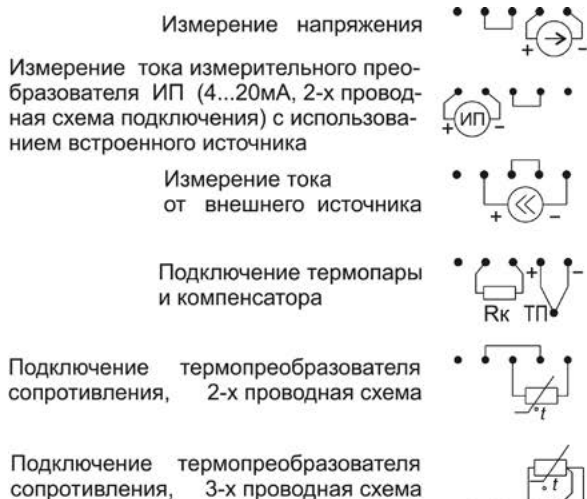 Измерение напряжения
+ –
Измерение тока измерительного прео-
бразователя ИП (4...20мА, 2-х провод-
ная схема подключения) с использова-
нием встроенного источника
+ ИП –
Измерение тока
от внешнего источника
+ –
Подключение термопары
и компенсатора
+ –
Rк ТП
Подключение термопреобразователя
сопротивления, 2-х проводная схема
°t
Подключение термопреобразователя
сопротивления, 3-х проводная схема
°t